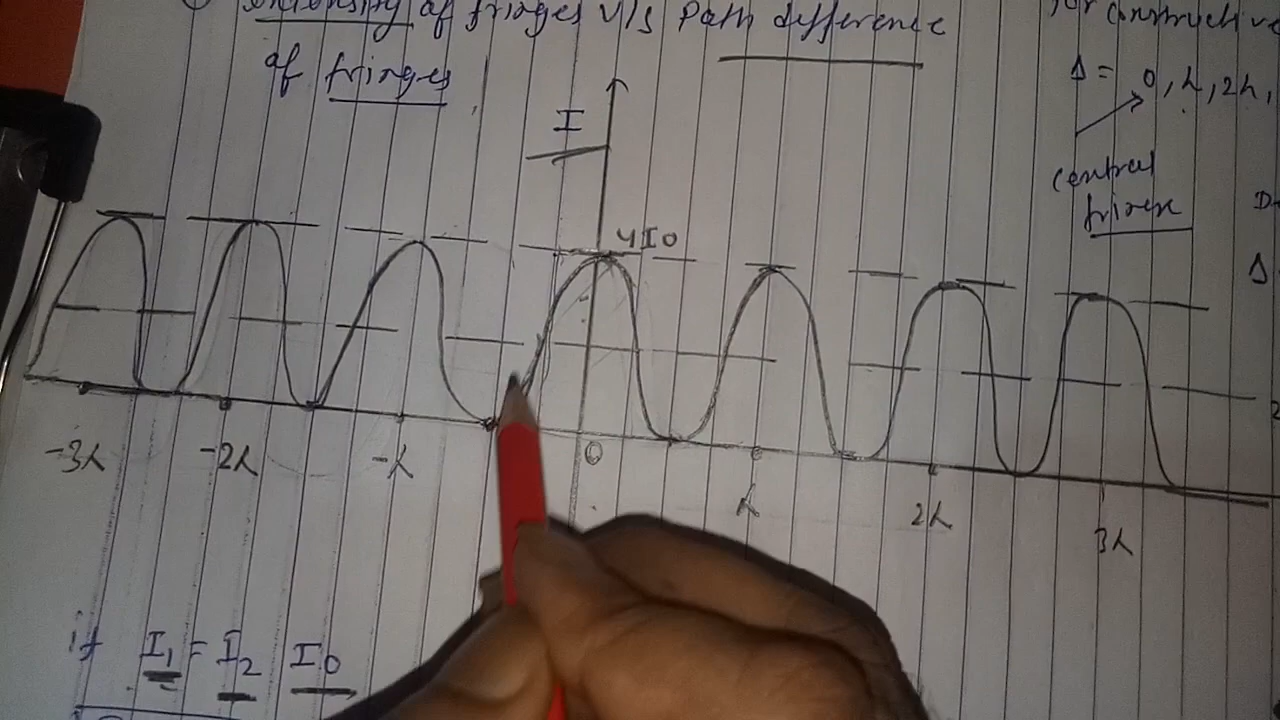 Intensity of fringes v/s Path difference
of fringes
for constructive
Δ = 0, λ, 2λ,
central
fringe
I
4I0
-3λ -2λ -λ 0 λ 2λ 3λ
if I1 = I2 I0